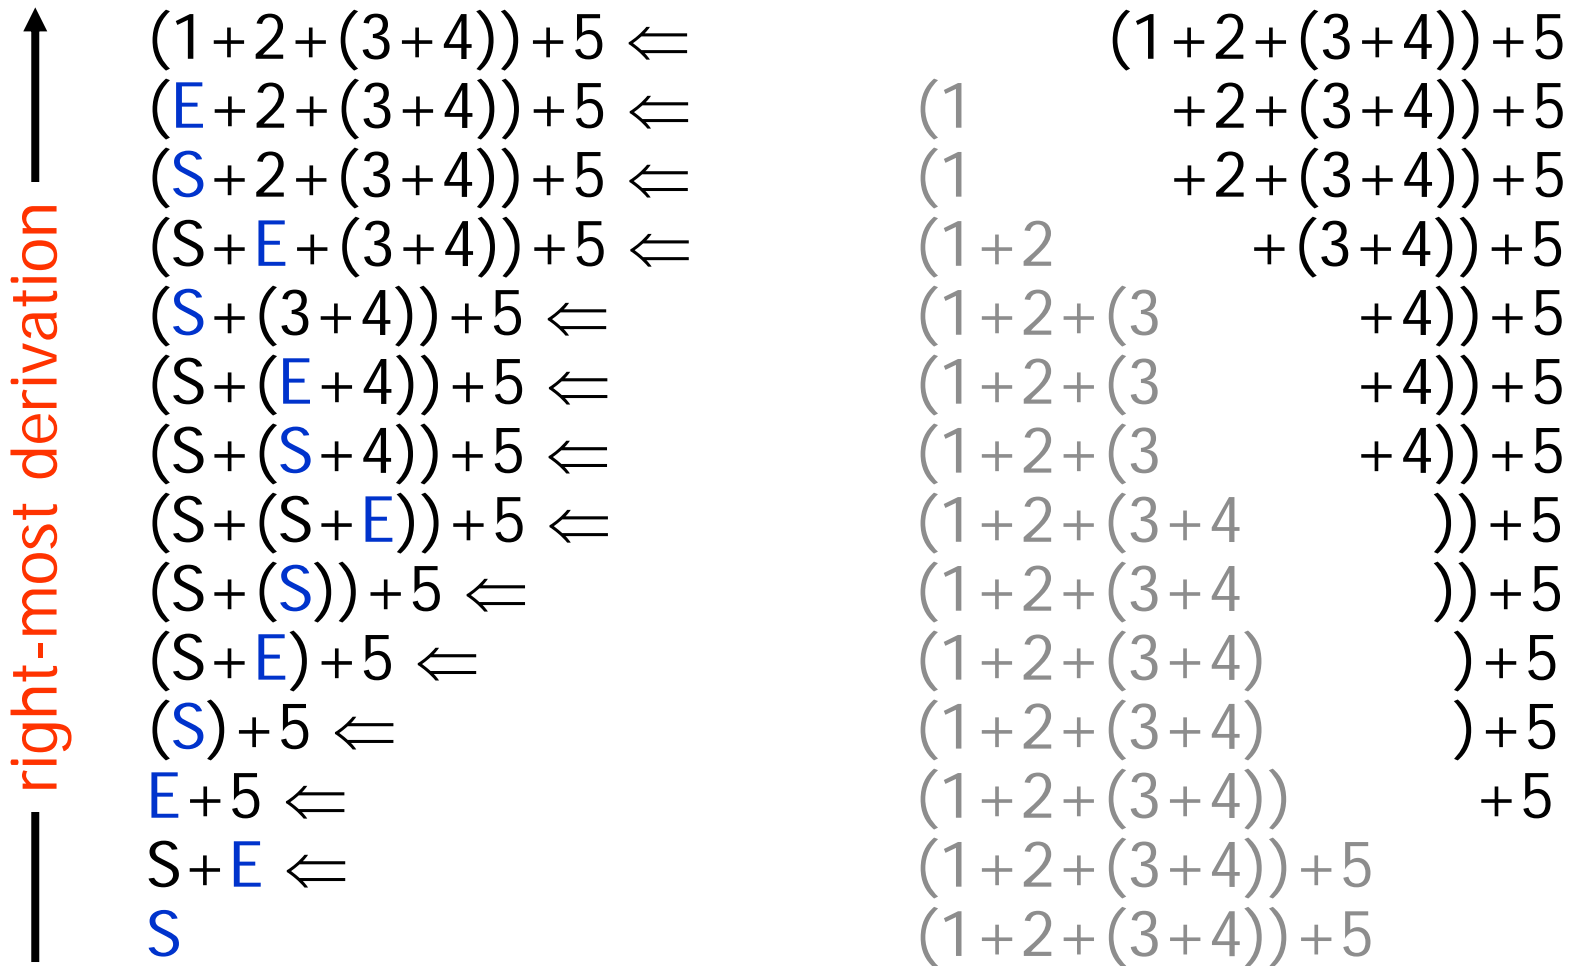 right-most derivation
(1+2+(3+4))+5 ⇐ (1+2+(3+4))+5
(E+2+(3+4))+5 ⇐ (1 +2+(3+4))+5
(S+2+(3+4))+5 ⇐ (1 +2+(3+4))+5
(S+E+(3+4))+5 ⇐ (1+2 +(3+4))+5
(S+(3+4))+5 ⇐ (1+2+(3 +4))+5
(S+(E+4))+5 ⇐ (1+2+(3 +4))+5
(S+(S+4))+5 ⇐ (1+2+(3 +4))+5
(S+(S+E))+5 ⇐ (1+2+(3+4 ))+5
(S+(S))+5 ⇐ (1+2+(3+4 ))+5
(S+E)+5 ⇐ (1+2+(3+4) )+5
(S)+5 ⇐ (1+2+(3+4) )+5
E+5 ⇐ (1+2+(3+4)) +5
S+E ⇐ (1+2+(3+4))+5
S (1+2+(3+4))+5